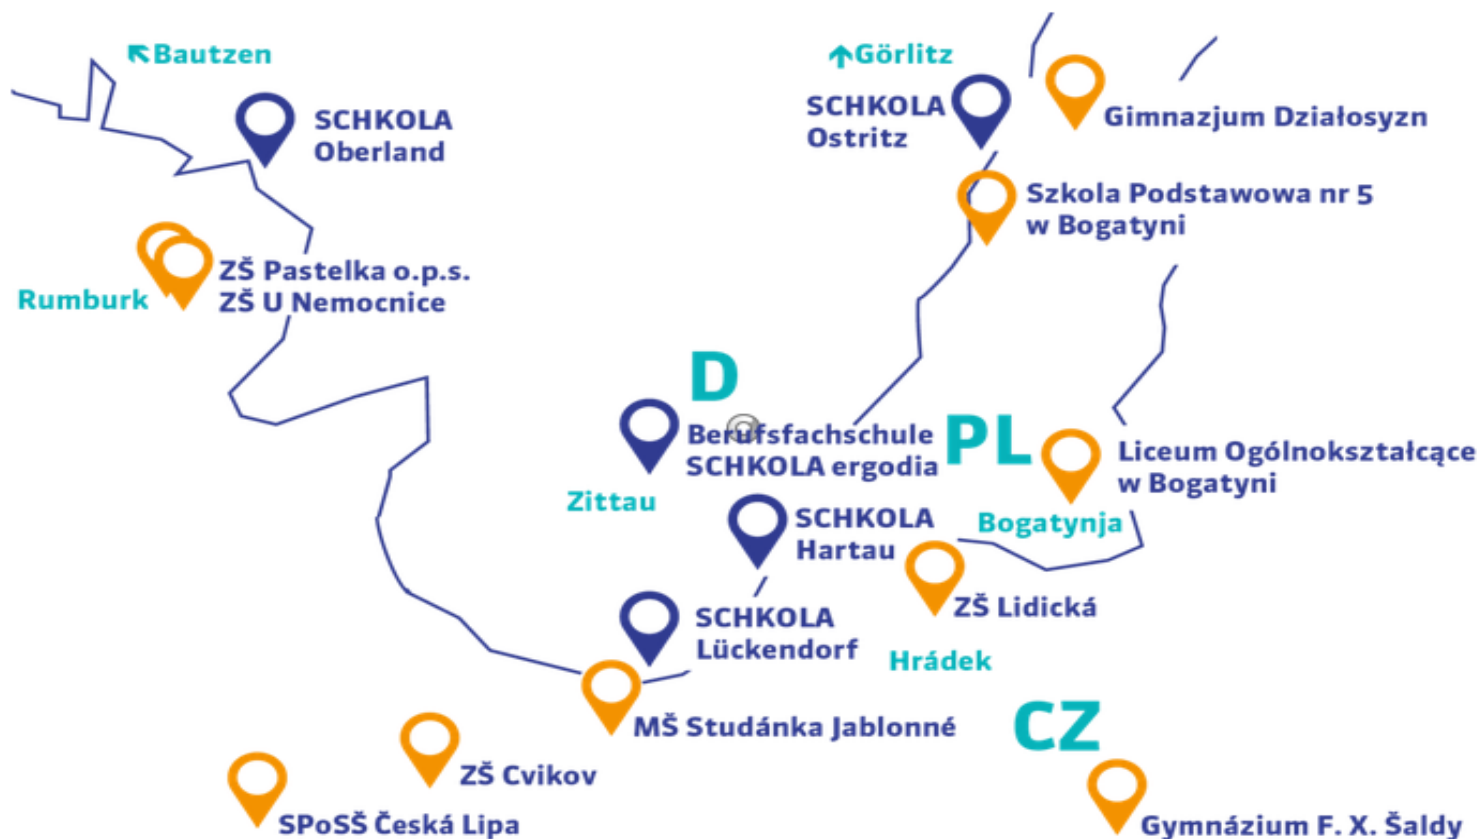 Bautzen
Görlitz
SCHKOLA
Oberland
SCHKOLA
Ostritz
Gimnazjum Działosyzn
Szkola Podstawowa nr 5
w Bogatyni
ZŠ Pastelka o.p.s.
ZŠ U Nemocnice
Rumburk
D
Berufsfachschule
SCHKOLA ergodia
PL
Liceum Ogólnokształcące
w Bogatyni
Zittau
Bogatynja
SCHKOLA
Hartau
ZŠ Lidická
SCHKOLA
Lückendorf
Hrádek
MŠ Studánka Jablonné
CZ
ZŠ Cvikov
SPoSŠ Česká Lipa
Gymnázium F. X. Šaldy